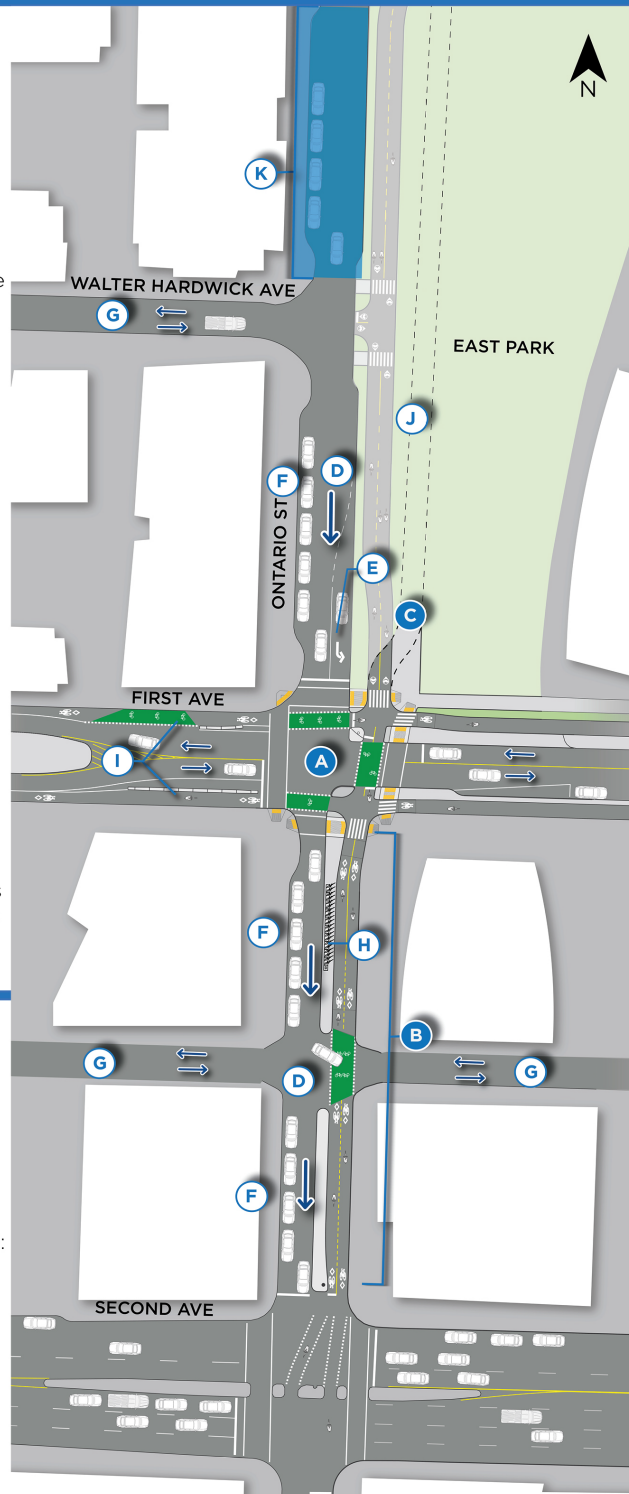 N
K
e
WALTER HARDWICK AVE
G
EAST PARK
J
F
D
ONTARIO ST
E
C
FIRST AVE
I
A
s
F
H
B
G
D
G
F
:
SECOND AVE